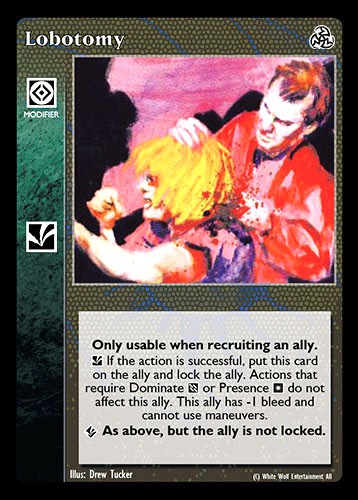 Lobotomy
MODIFIER
Only usable when recruiting an ally.
If the action is successful, put this card
on the ally and lock the ally. Actions that
require Dominate or Presence do not
affect this ally. This ally has -1 bleed and
cannot use maneuvers.
As above, but the ally is not locked.
Illus: Drew Tucker
(C) White Wolf Entertainment AB